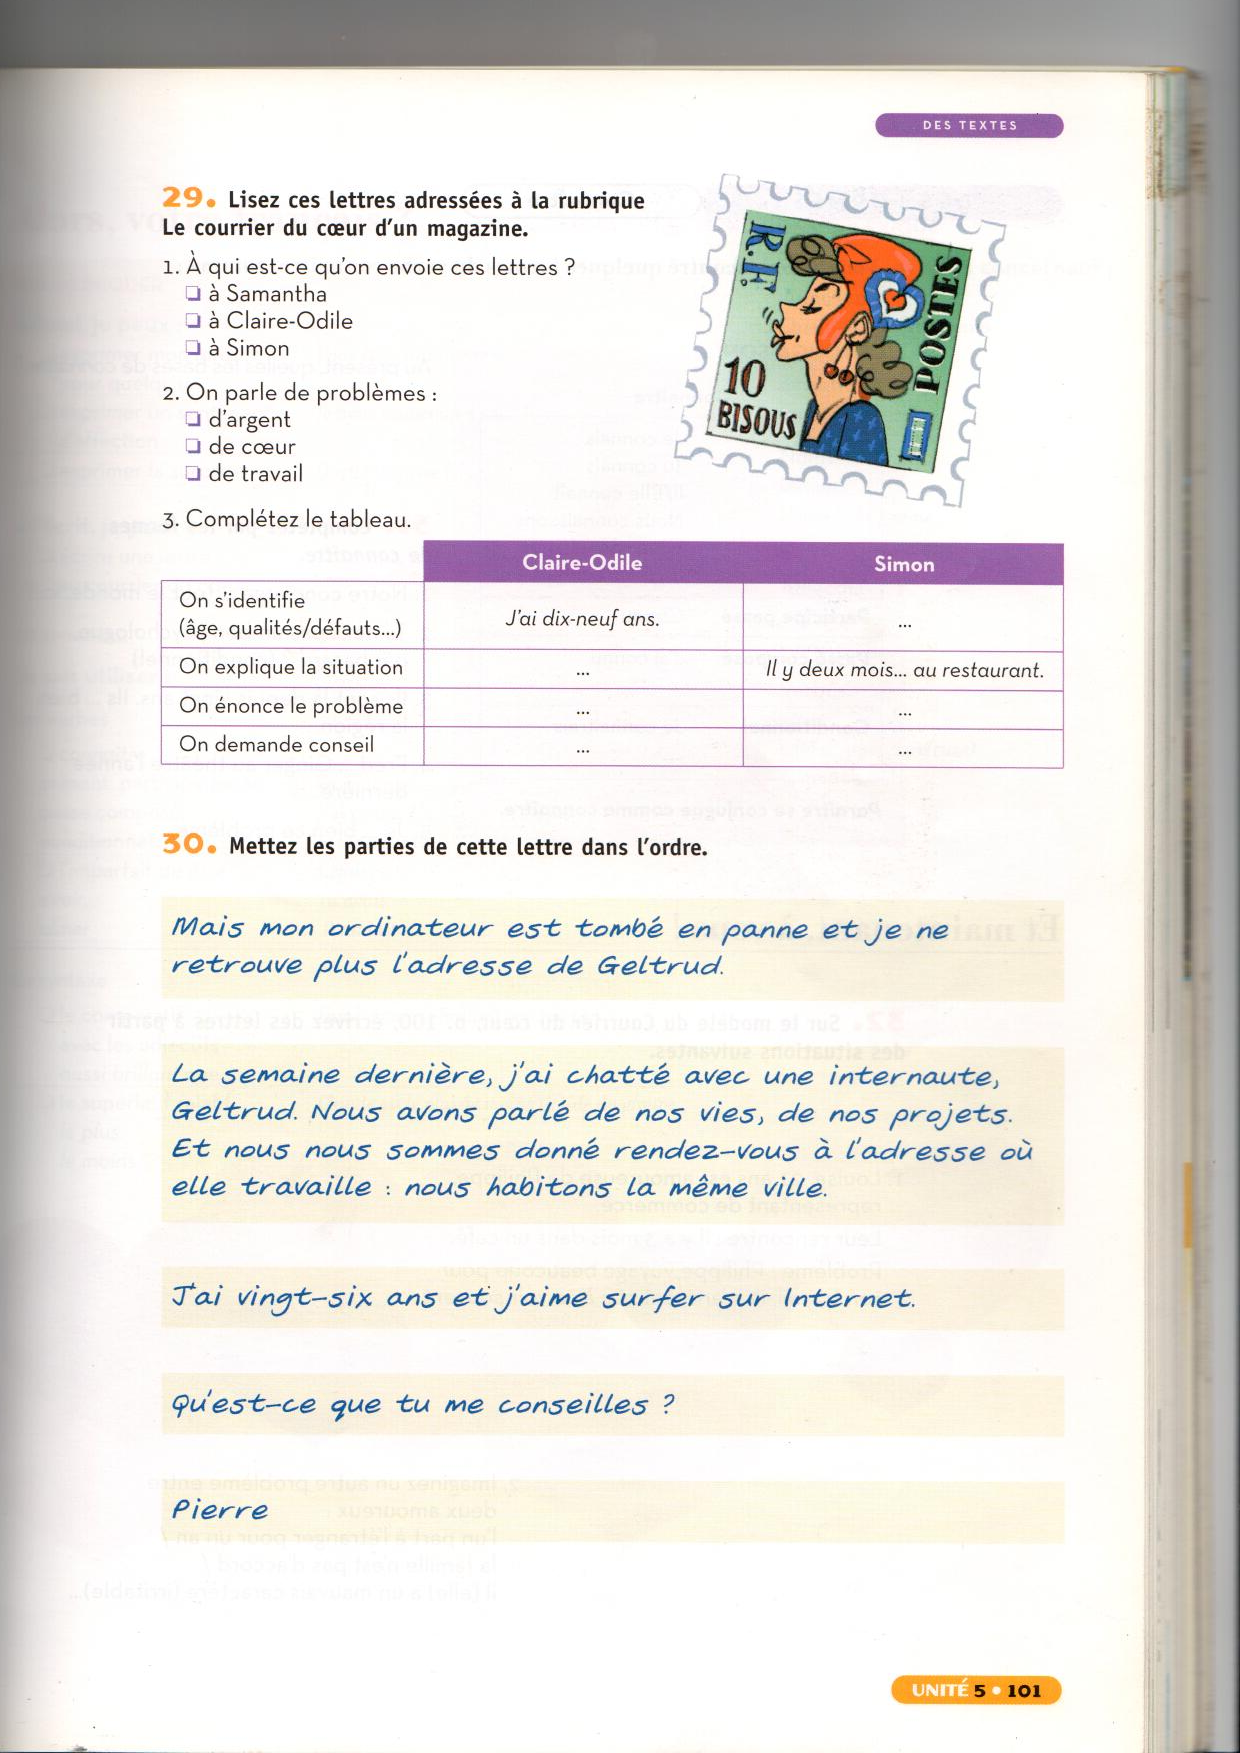 DES TEXTES
29. Lisez ces lettres adressées à la rubrique
Le courrier du cœur d'un magazine.
1. À qui est-ce qu'on envoie ces lettres ?
❑ à Samantha
❑ à Claire-Odile
❑ à Simon
2. On parle de problèmes :
❑ d'argent
❑ de cœur
❑ de travail
R.F.
POSTES
10
BISOUS
3. Complétez le tableau.
Claire-Odile Simon
On s'identifie
(âge, qualités/défauts...) J'ai dix-neuf ans. ...
On explique la situation ... Il y deux mois... au restaurant.
On énonce le problème ... ...
On demande conseil ... ...
30. Mettez les parties de cette lettre dans l'ordre.
Mais mon ordinateur est tombé en panne et je ne
retrouve plus l'adresse de Geltrud.
La semaine dernière, j'ai chatté avec une internaute,
Geltrud. Nous avons parlé de nos vies, de nos projets.
Et nous nous sommes donné rendez-vous à l'adresse où
elle travaille : nous habitons la même ville.
J'ai vingt-six ans et j'aime surfer sur Internet.
Qu'est-ce que tu me conseilles ?
Pierre
UNITÉ 5 • 101